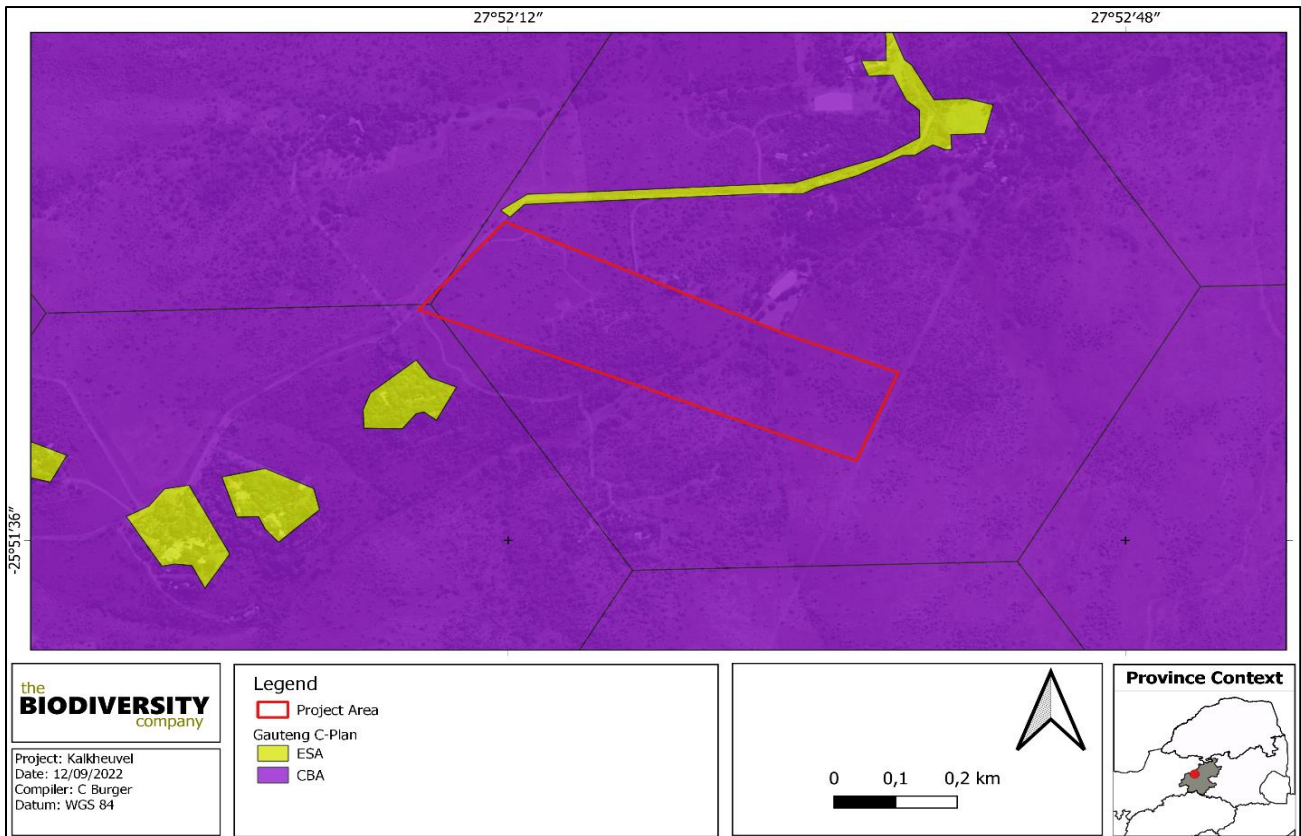 27°52′12″ 27°52′48″
-25°51′36″
the
BIODIVERSITY
company
Project: Kalkheuvel
Date: 12/09/2022
Compiler: C Burger
Datum: WGS 84
Legend
Project Area
Gauteng C-Plan
ESA
CBA
0 0,1 0,2 km
Province Context